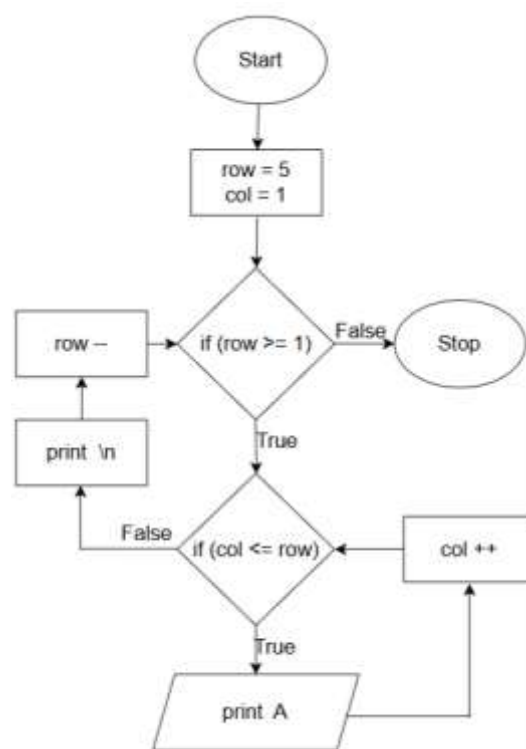 Start
row = 5
col = 1
if (row >= 1)
False
Stop
row --
True
print \n
False
if (col <= row)
col ++
True
print A